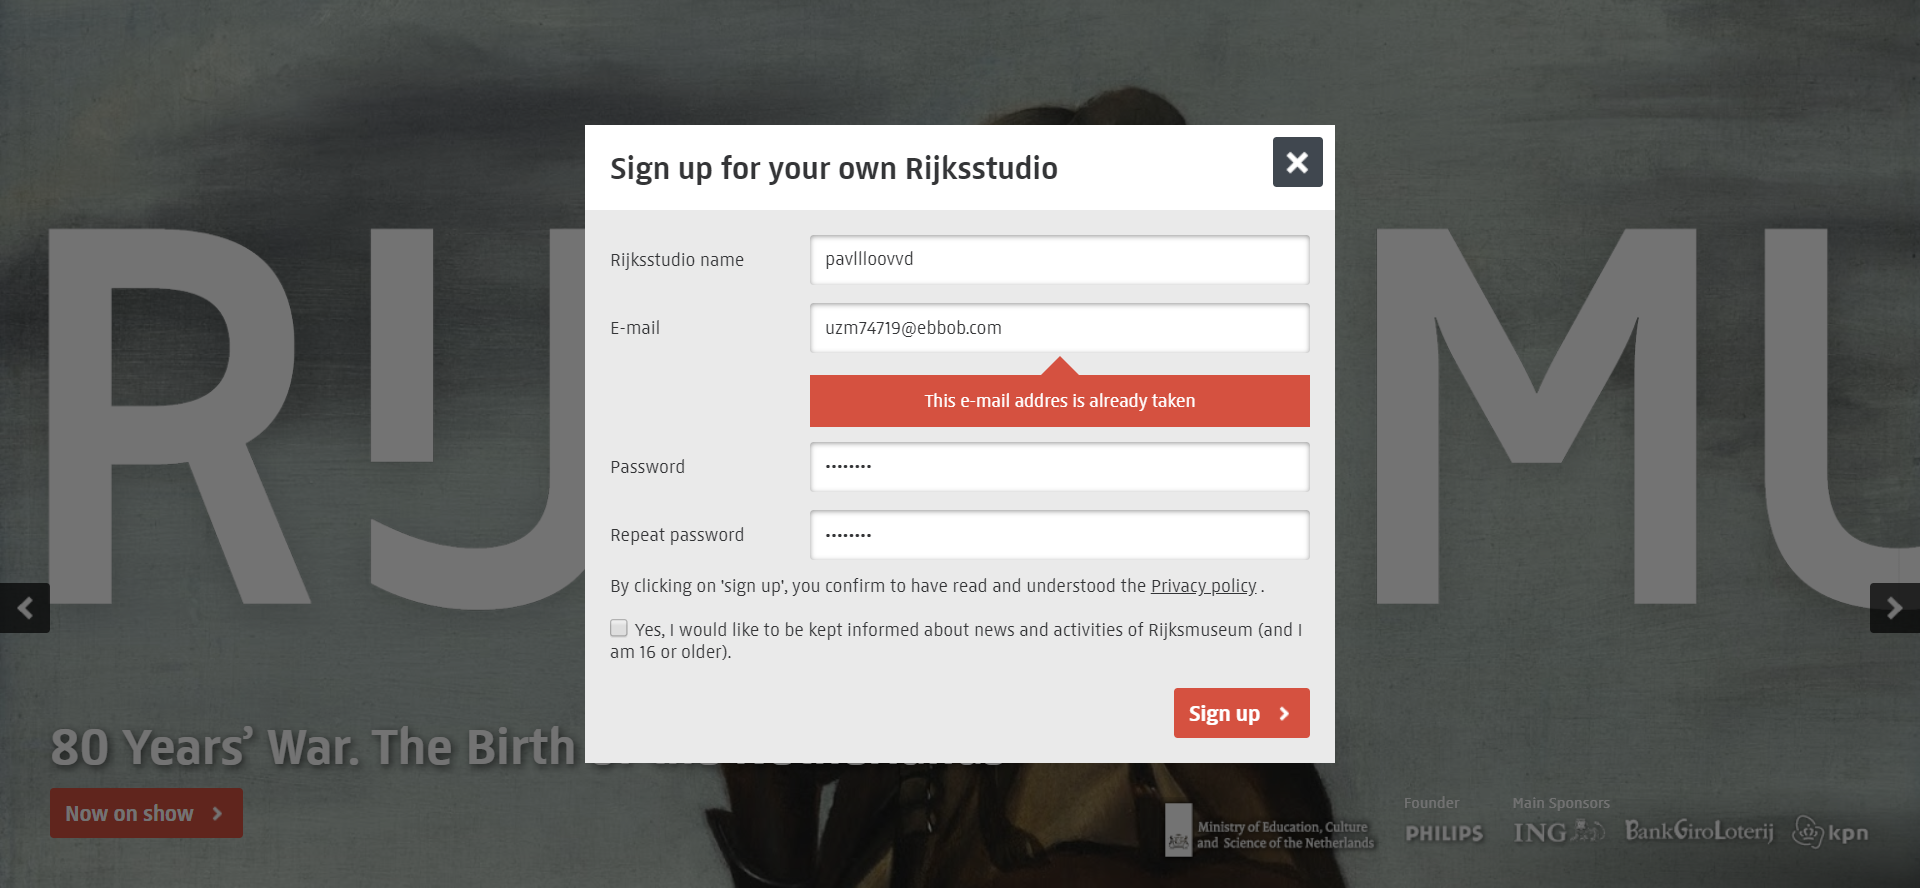 Sign up for your own Rijksstudio
Rijksstudio name
pavllloovvd
E-mail
uzm74719@ebbob.com
This e-mail addres is already taken
Password
••••••••
Repeat password
••••••••
By clicking on 'sign up', you confirm to have read and understood the Privacy policy .
Yes, I would like to be kept informed about news and activities of Rijksmuseum (and I
am 16 or older).
Sign up
RIJ
MU
80 Years’ War. The Birth
Now on show
Ministry of Education, Culture
and Science of the Netherlands
Founder
PHILIPS
Main Sponsors
ING
BankGiroLoterij
kpn